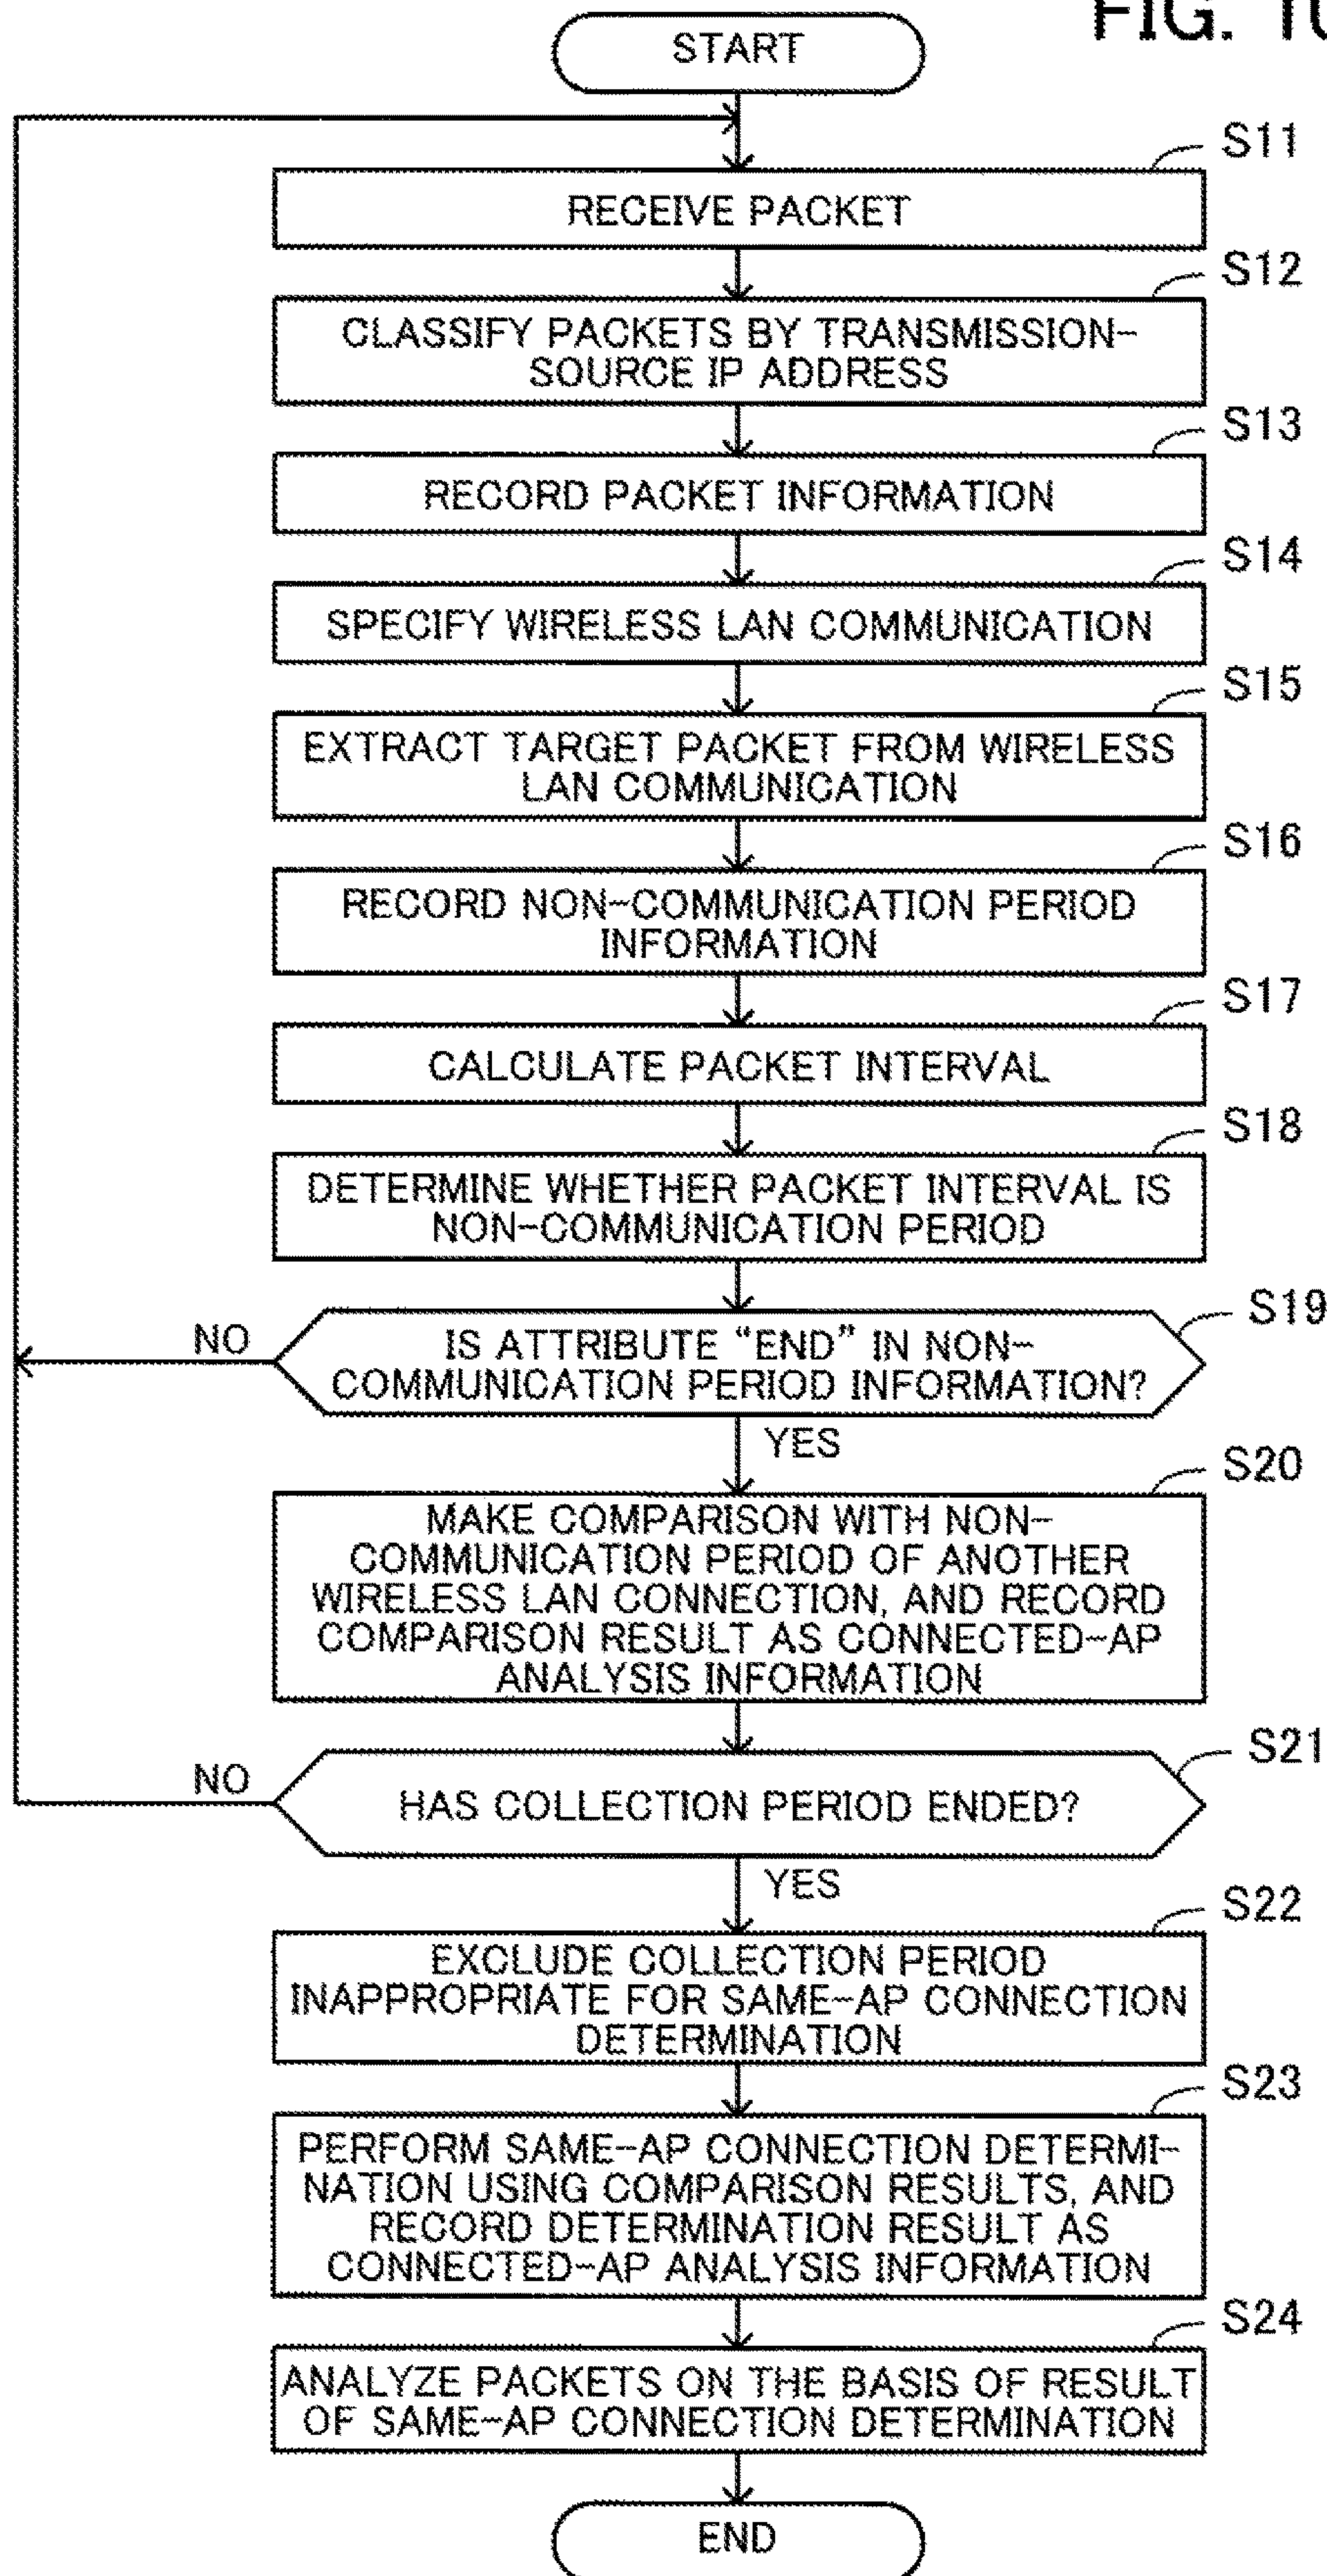 FIG. 10
START
S11
RECEIVE PACKET
S12
CLASSIFY PACKETS BY TRANSMISSION-
SOURCE IP ADDRESS
S13
RECORD PACKET INFORMATION
S14
SPECIFY WIRELESS LAN COMMUNICATION
S15
EXTRACT TARGET PACKET FROM WIRELESS
LAN COMMUNICATION
S16
RECORD NON-COMMUNICATION PERIOD
INFORMATION
S17
CALCULATE PACKET INTERVAL
S18
DETERMINE WHETHER PACKET INTERVAL IS
NON-COMMUNICATION PERIOD
S19
NO
IS ATTRIBUTE “END” IN NON-
COMMUNICATION PERIOD INFORMATION?
YES
S20
MAKE COMPARISON WITH NON-
COMMUNICATION PERIOD OF ANOTHER
WIRELESS LAN CONNECTION, AND RECORD
COMPARISON RESULT AS CONNECTED-AP
ANALYSIS INFORMATION
S21
NO
HAS COLLECTION PERIOD ENDED?
YES
S22
EXCLUDE COLLECTION PERIOD
INAPPROPRIATE FOR SAME-AP CONNECTION
DETERMINATION
S23
PERFORM SAME-AP CONNECTION DETERMI-
NATION USING COMPARISON RESULTS, AND
RECORD DETERMINATION RESULT AS
CONNECTED-AP ANALYSIS INFORMATION
S24
ANALYZE PACKETS ON THE BASIS OF RESULT
OF SAME-AP CONNECTION DETERMINATION
END